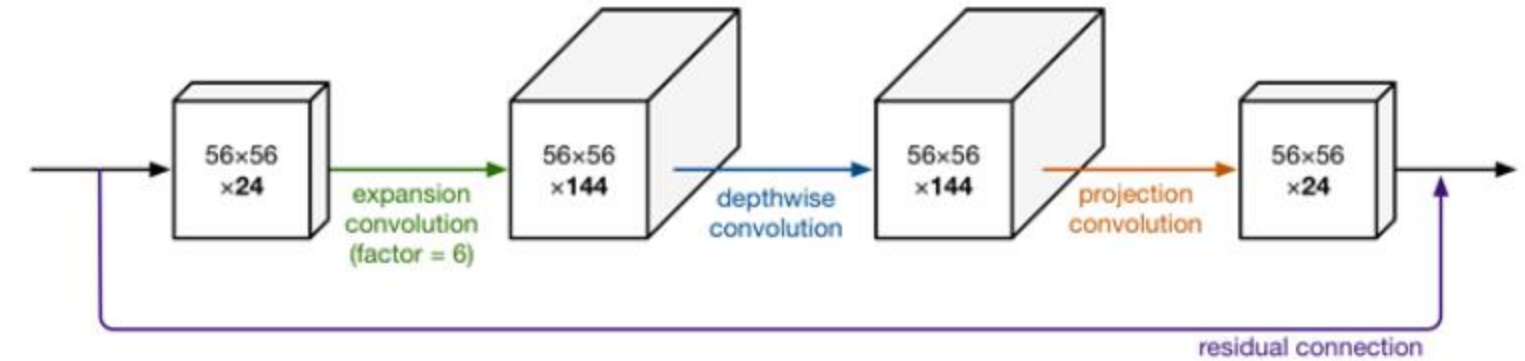 56×56
×24
expansion
convolution
(factor = 6)
56×56
×144
depthwise
convolution
56×56
×144
projection
convolution
56×56
×24
residual connection